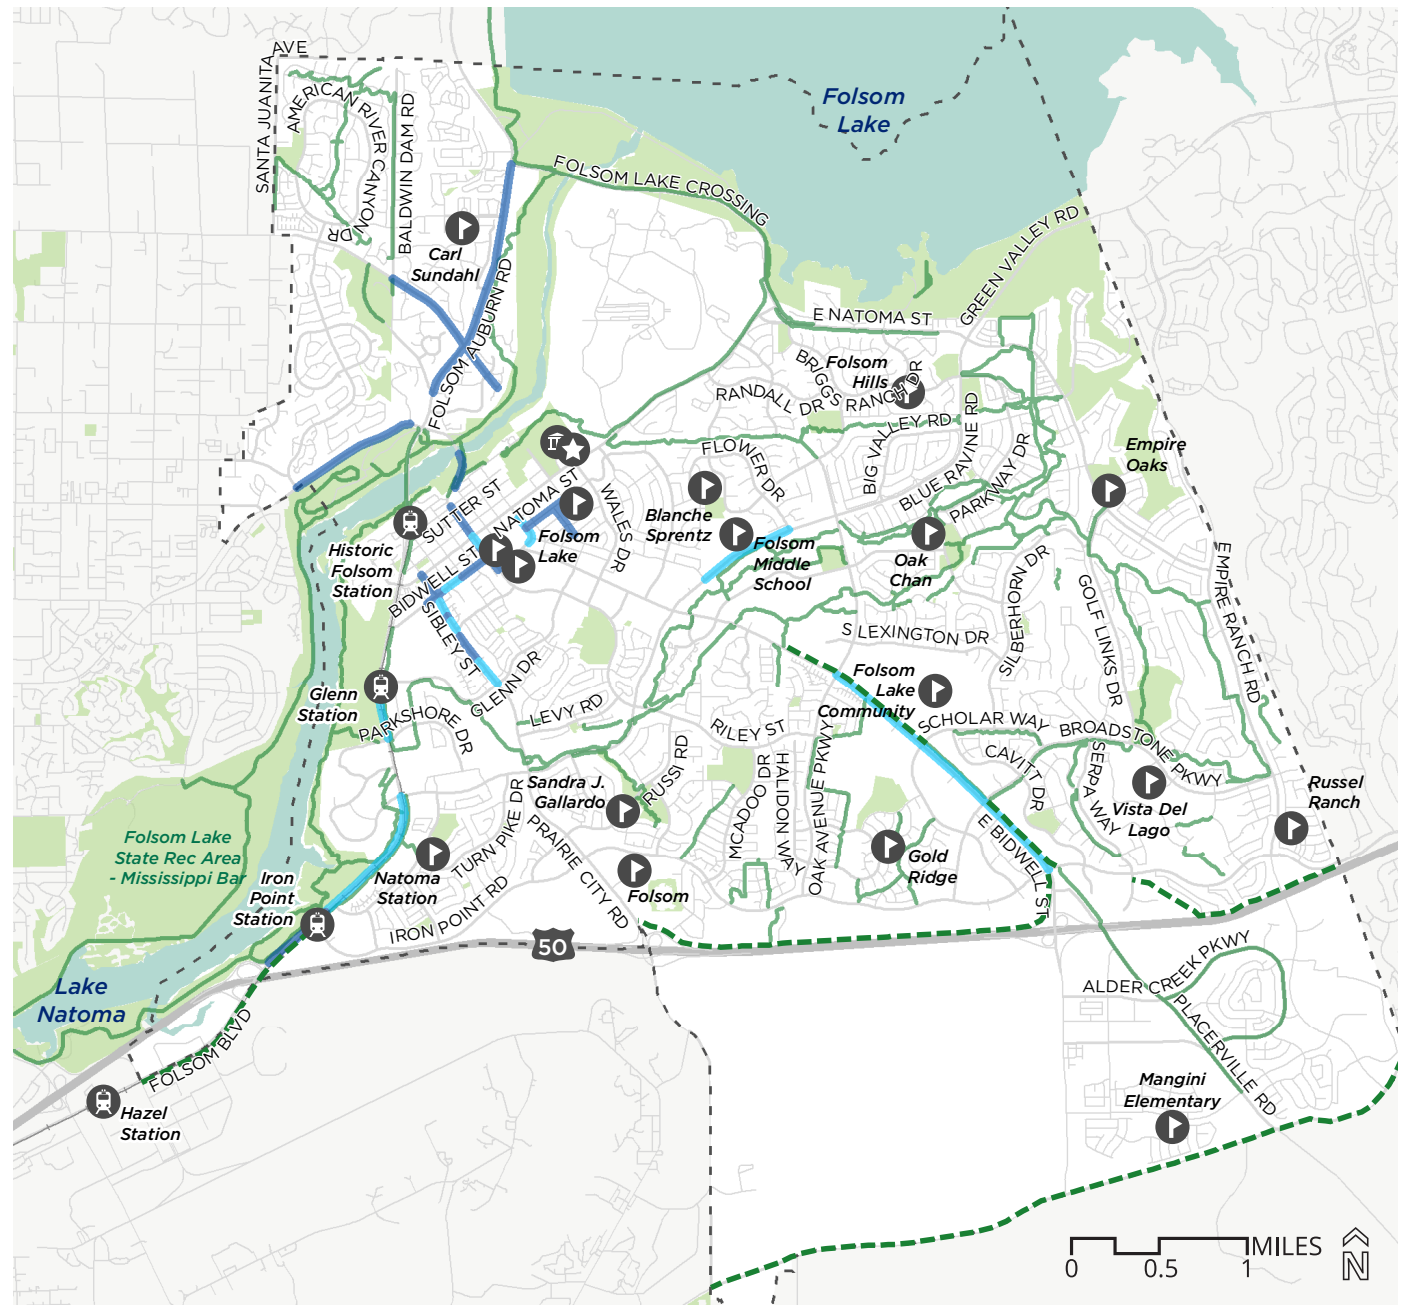 SANTA JUANITA AVE
AMERICAN RIVER CANYON DR
BALDWIN DAM RD
Folsom
Lake
FOLSOM LAKE CROSSING
GREEN VALLEY RD
Carl
Sundahl
FOLSOM AUBURN RD
E NATOMA ST
Folsom
Hills
BRIGGS RANCH DR
RANDALL DR
BIG VALLEY RD
BLUE RAVINE RD
PARKWAY DR
Empire
Oaks
FLOWER DR
SUTTER ST
NATOMA ST
WALES DR
Blanche
Sprentz
Folsom
Middle
School
Oak
Chan
Historic
Folsom
Station
Folsom
Lake
BIDWELL ST
SIBLEY ST
EMPIRE RANCH RD
GOLF LINKS DR
SILBERHORN DR
S LEXINGTON DR
Glenn
Station
GLENN DR
PARKSHORE DR
LEVY RD
RILEY ST
Folsom
Lake
Community
SCHOLAR WAY
BROADSTONE PKWY
CAVITT DR
SERPA WAY
Vista Del
Lago
Russel
Ranch
Sandra J.
Gallardo
RUSSI RD
MCADOO DR
HALIDON WAY
OAK AVENUE PKWY
TURN PIKE DR
PRAIRIE CITY RD
E BIDWELL ST
Gold
Ridge
Folsom Lake
State Rec Area
- Mississippi Bar
Iron
Point
Station
Natoma
Station
Folsom
IRON POINT RD
50
Lake
Natoma
ALDER CREEK PKWY
PLACERVILLE RD
FOLSOM BLVD
Hazel
Station
Mangini
Elementary
MILES
0 0.5 1
N